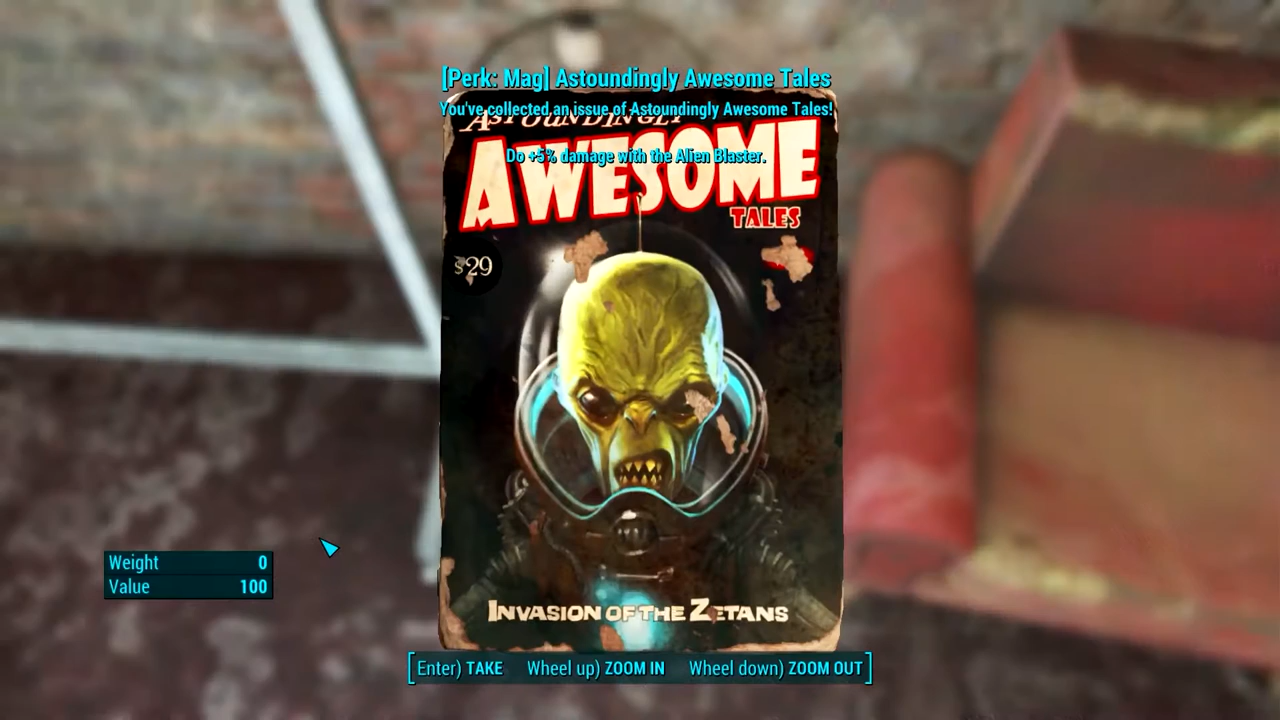 [Perk: Mag] Astoundingly Awesome Tales
You've collected an issue of Astoundingly Awesome Tales!
ASTOUNDINGLY
AWESOME
Do +5% damage with the Alien Blaster.
TALES
$29
INVASION OF THE ZETANS
Weight 0
Value 100
[Enter) TAKE Wheel up) ZOOM IN Wheel down) ZOOM OUT]